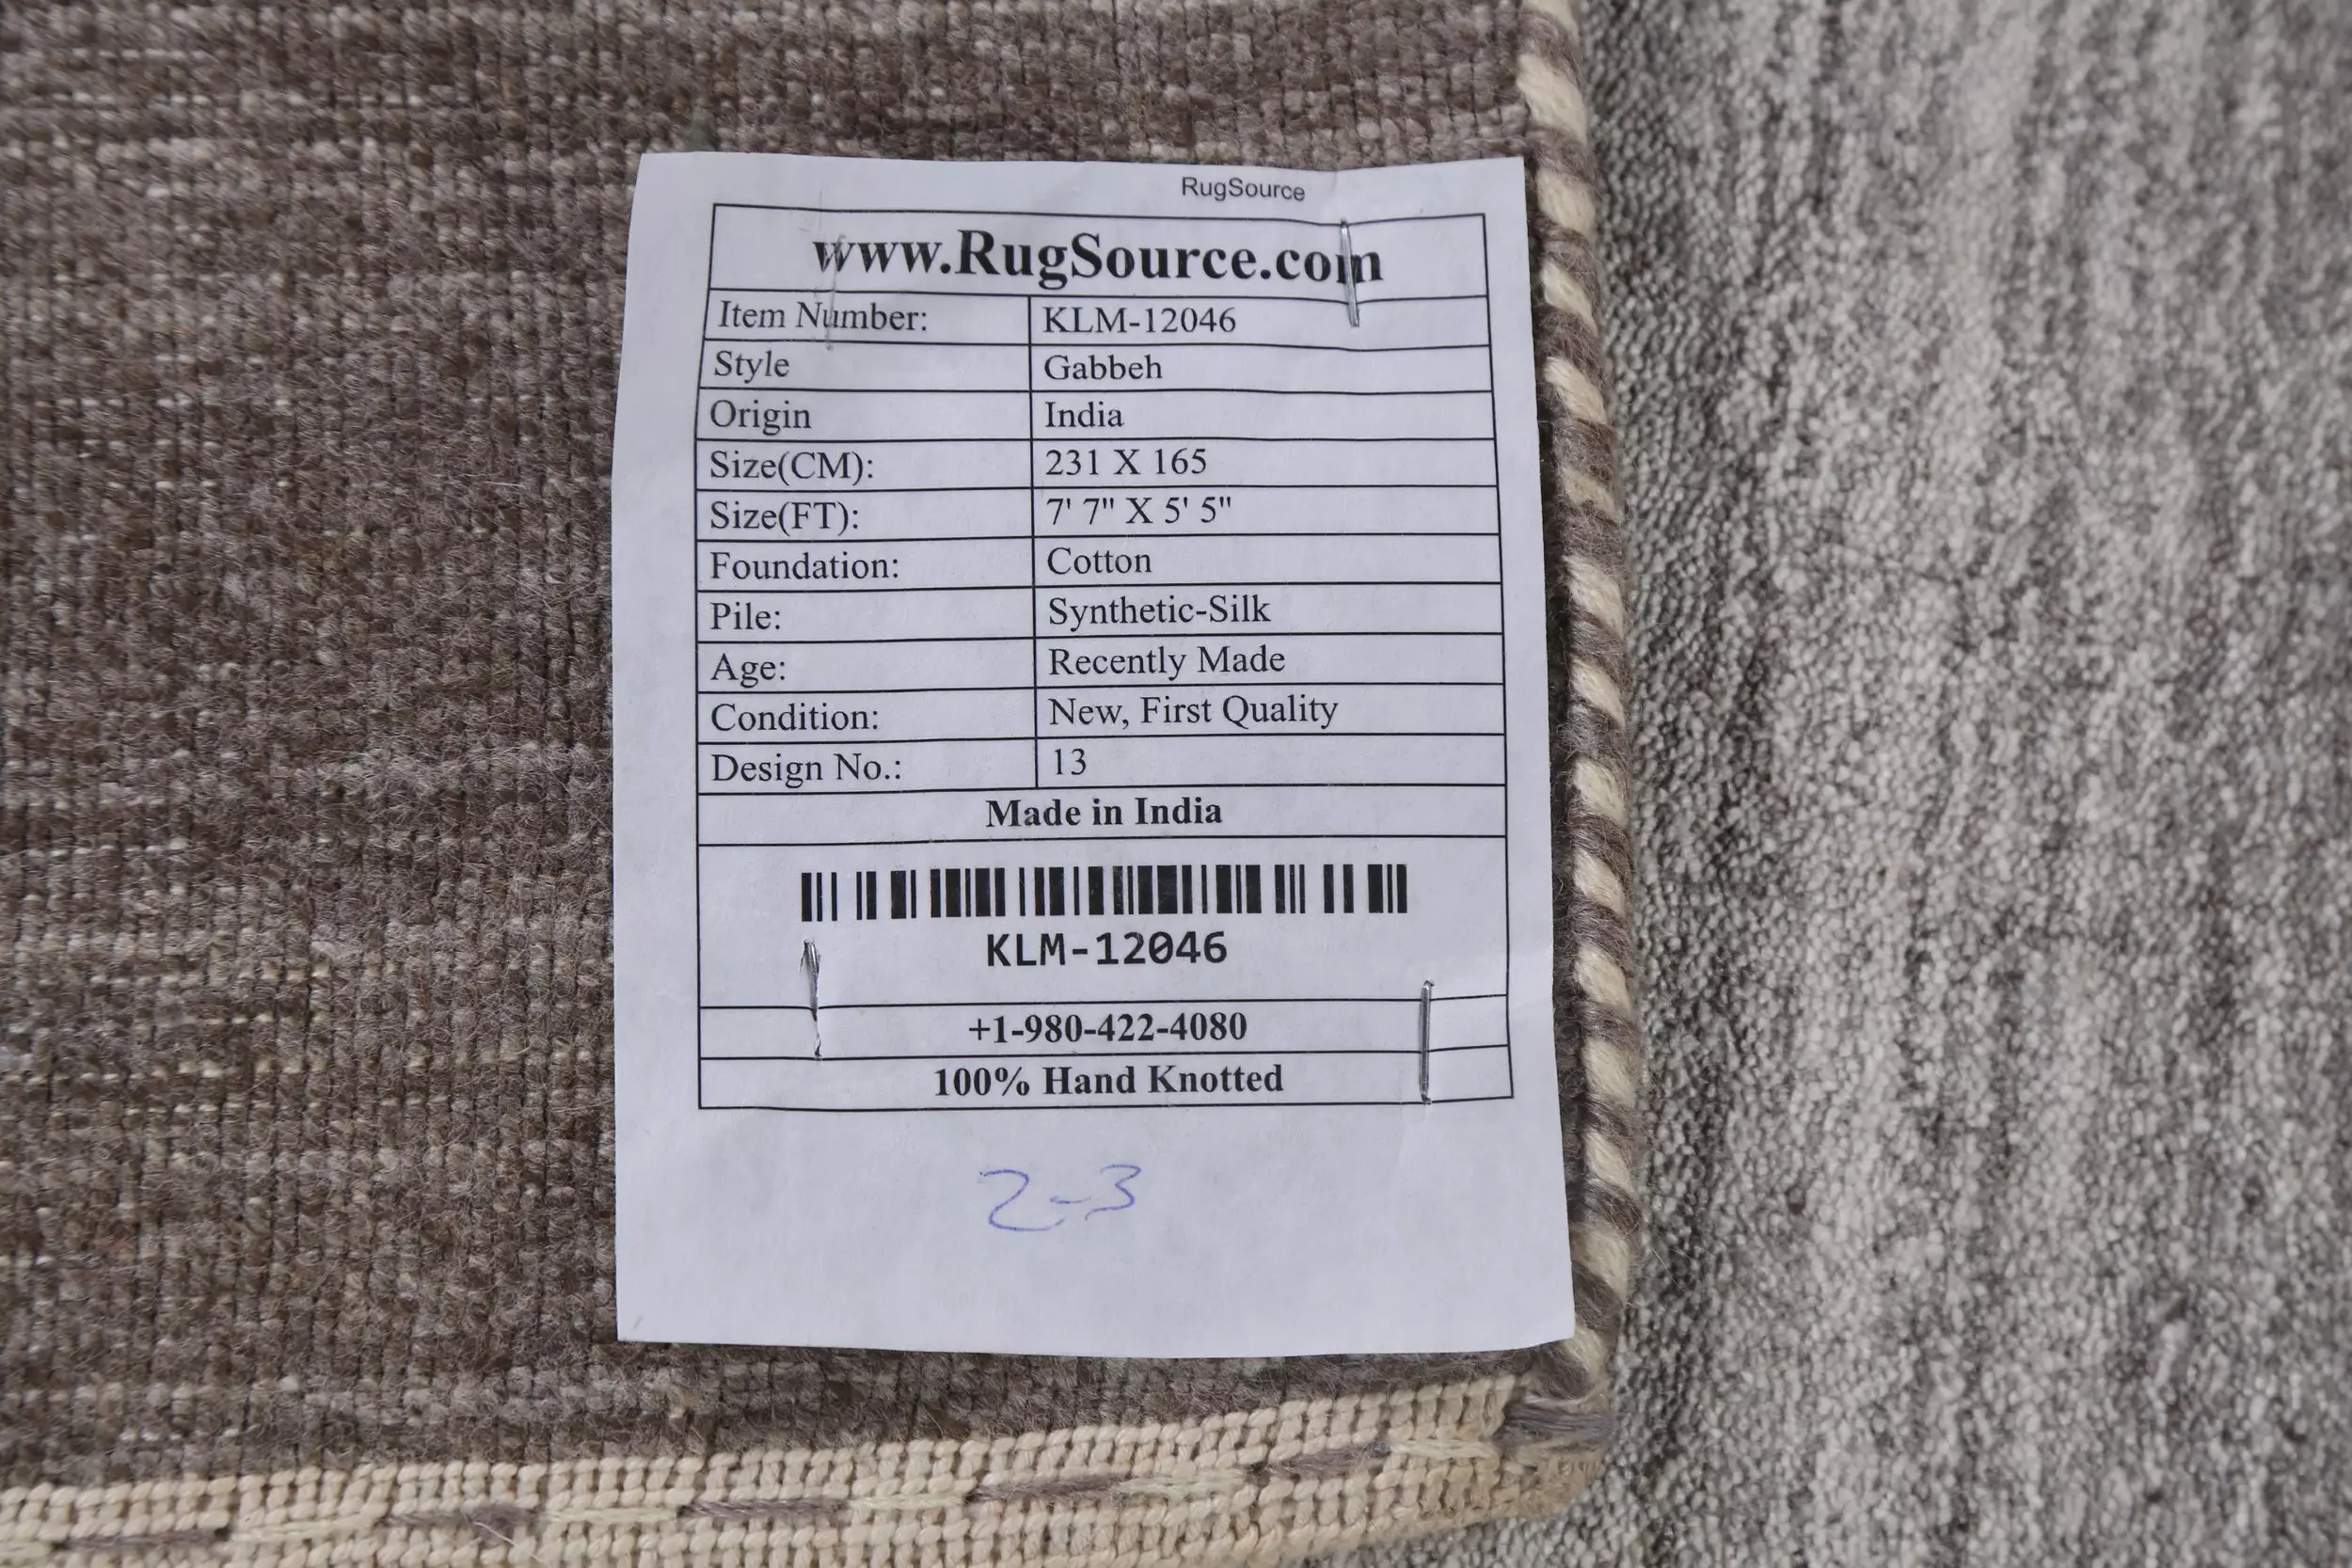 RugSource
www.RugSource.com
Item Number: KLM-12046
Style Gabbeh
Origin India
Size(CM): 231 X 165
Size(FT): 7' 7" X 5' 5"
Foundation: Cotton
Pile: Synthetic-Silk
Age: Recently Made
Condition: New, First Quality
Design No.: 13
Made in India
KLM-12046
+1-980-422-4080
100% Hand Knotted
2-3